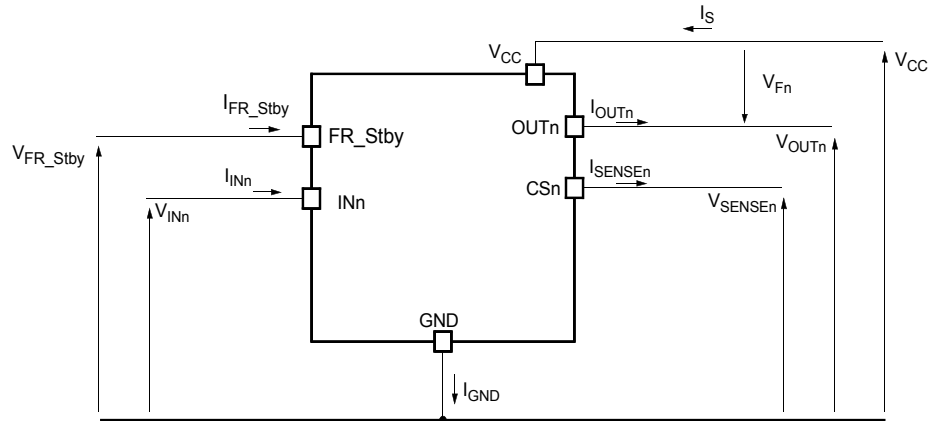 I_S
V_CC
V_CC
V_Fn
I_FR_Stby
I_OUTn
FR_Stby
OUTn
V_FR_Stby
V_OUTn
I_INn
I_SENSEn
INn
CSn
V_INn
V_SENSEn
GND
I_GND